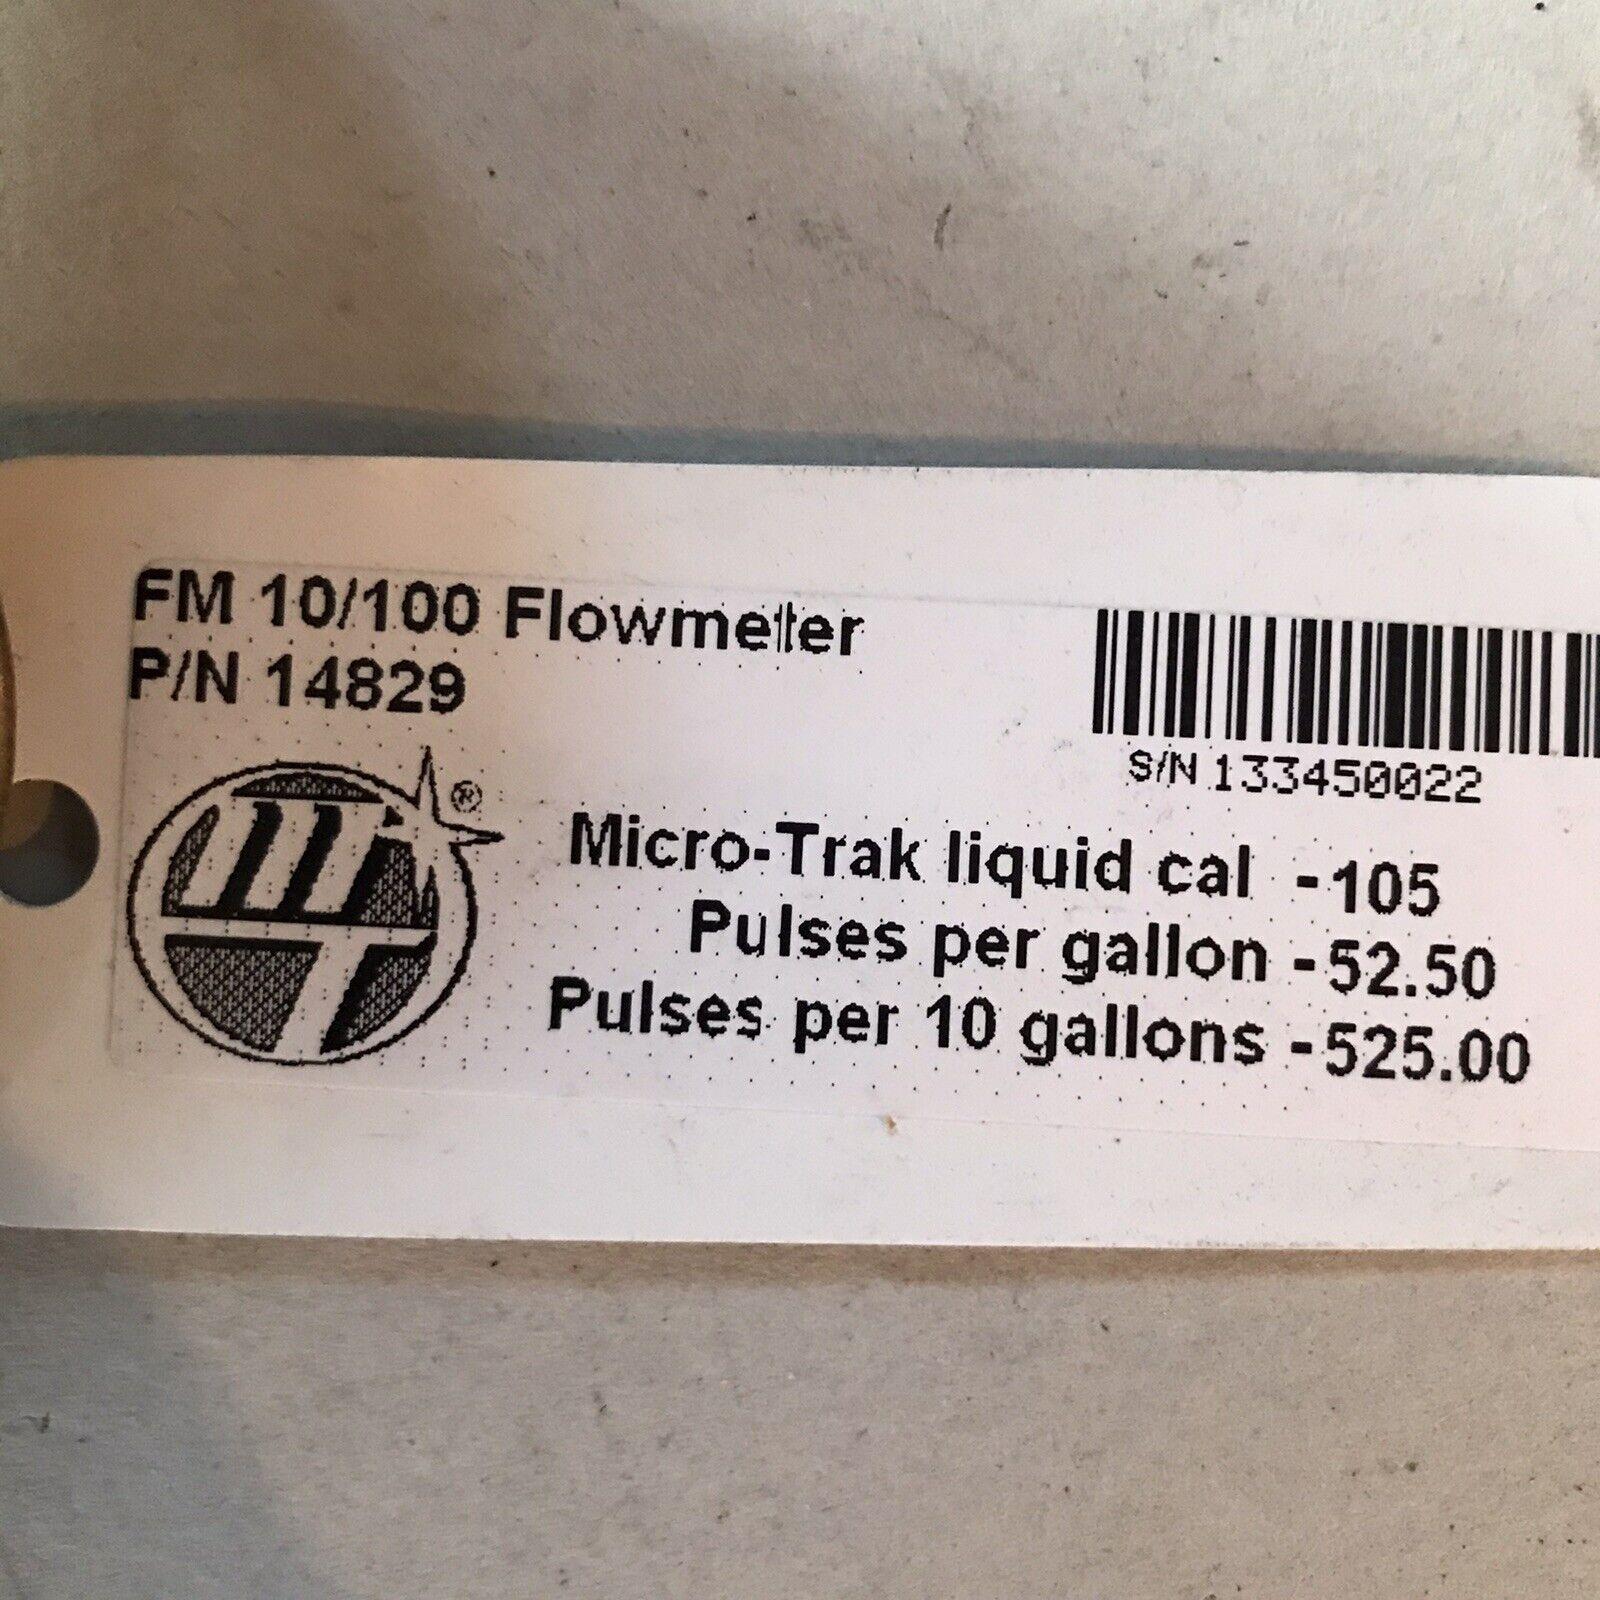 FM 10/100 Flowmeter
P/N 14829
S/N 133450022
®
Micro-Trak liquid cal -105
Pulses per gallon -52.50
Pulses per 10 gallons -525.00